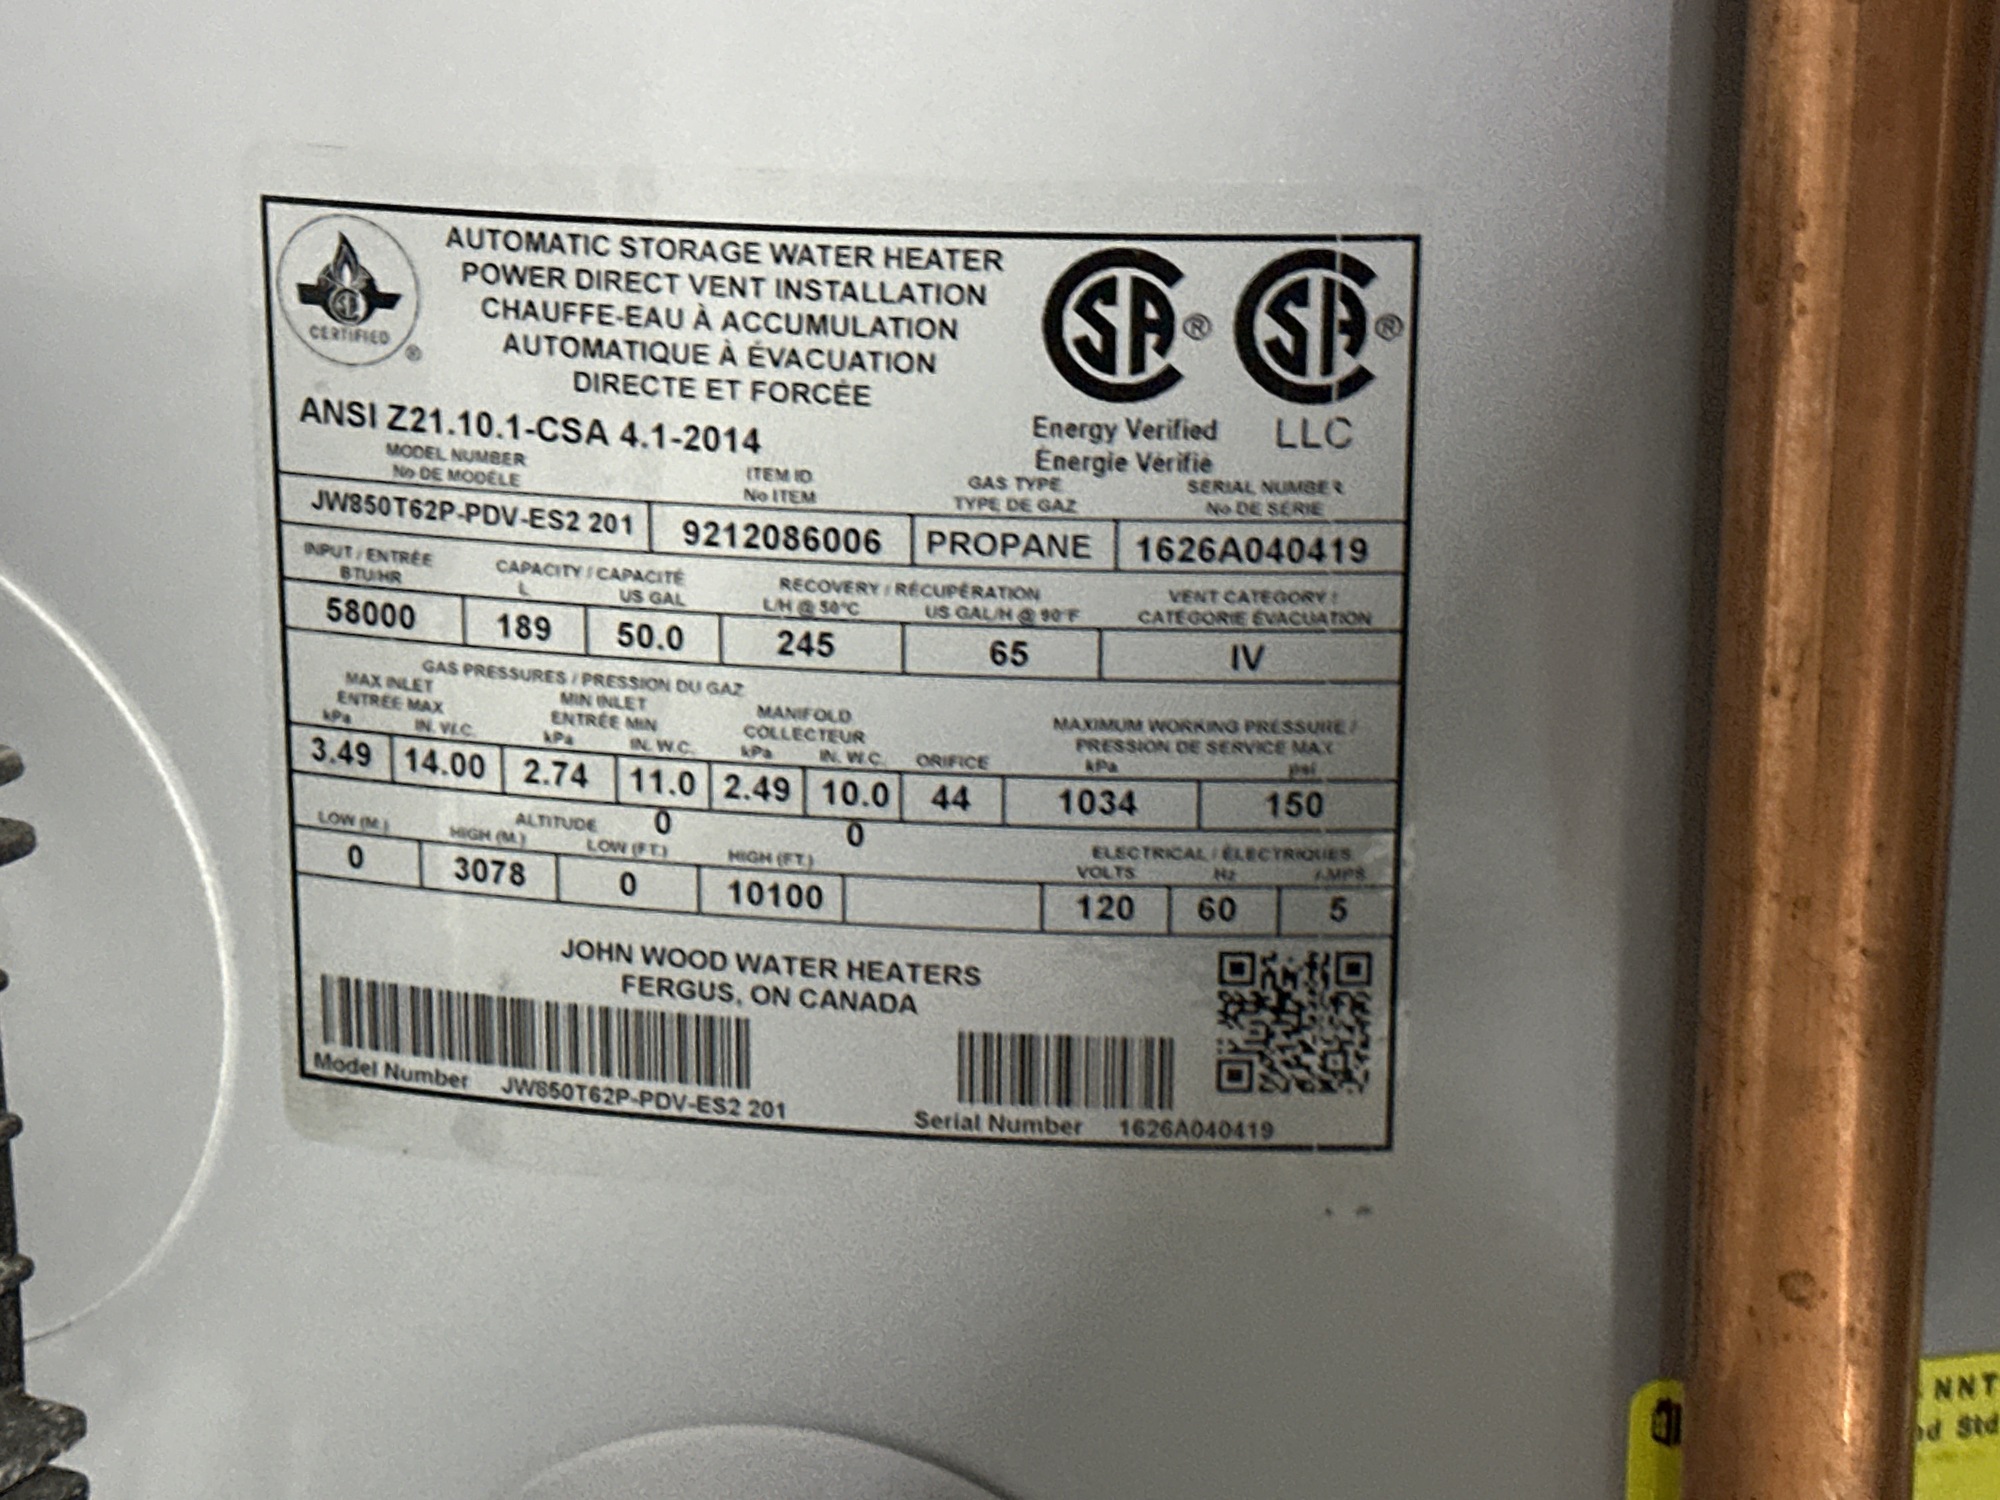 CERTIFIED ®
AUTOMATIC STORAGE WATER HEATER
POWER DIRECT VENT INSTALLATION
CHAUFFE-EAU À ACCUMULATION
AUTOMATIQUE À ÉVACUATION
DIRECTE ET FORCÉE
SA ® SA ®
Energy Verified LLC
Énergie Vérifié
ANSI Z21.10.1-CSA 4.1-2014
MODEL NUMBER ITEM ID GAS TYPE SERIAL NUMBER
No DE MODÈLE No ITEM TYPE DE GAZ No DE SÉRIE
JW850T62P-PDV-ES2 201 9212086006 PROPANE 1626A040419
INPUT / ENTRÉE CAPACITY / CAPACITÉ RECOVERY / RÉCUPÉRATION VENT CATEGORY /
BTU/HR L US GAL L/H @ 50°C US GAL/H @ 90°F CATÉGORIE ÉVACUATION
58000 189 50.0 245 65 IV
GAS PRESSURES / PRESSION DU GAZ
MAX INLET MIN INLET MANIFOLD MAXIMUM WORKING PRESSURE /
ENTRÉE MAX ENTRÉE MIN COLLECTEUR PRESSION DE SERVICE MAX
kPa IN. W.C. kPa IN. W.C. kPa IN. W.C. ORIFICE kPa psi
3.49 14.00 2.74 11.0 2.49 10.0 44 1034 150
0 0
ALTITUDE ELECTRICAL / ÉLECTRIQUES
LOW (M.) HIGH (M.) LOW (FT.) HIGH (FT.) VOLTS Hz AMPS
0 3078 0 10100 120 60 5
JOHN WOOD WATER HEATERS
FERGUS, ON CANADA
Model Number JW850T62P-PDV-ES2 201
Serial Number 1626A040419
NNT
Std